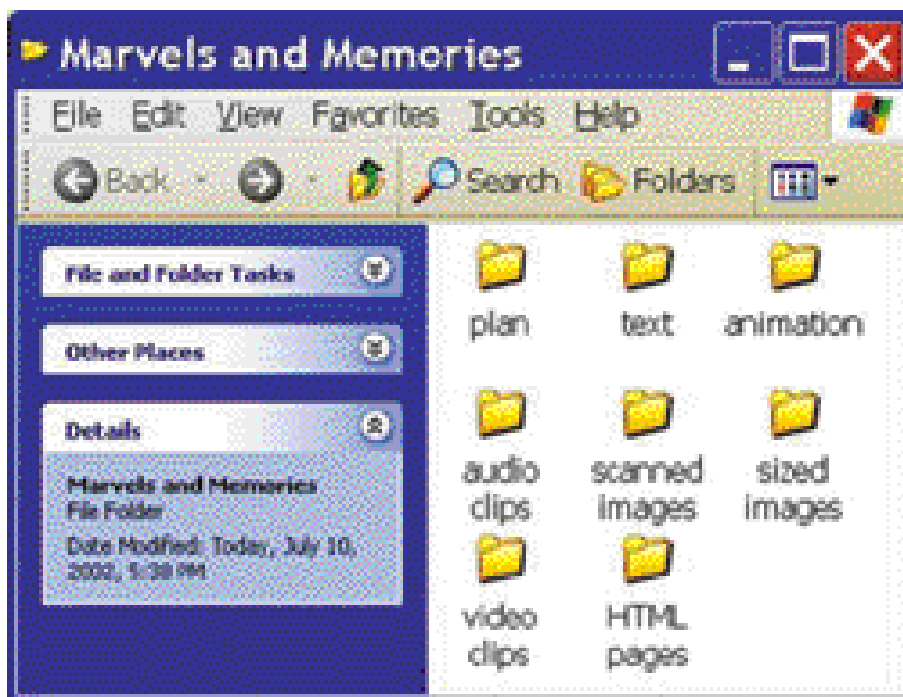 Marvels and Memories
File Edit View Favorites Tools Help
Back Search Folders
File and Folder Tasks
Other Places
Details
Marvels and Memories
File Folder
Date Modified: Today, July 10,
2002, 5:38 PM
plan text animation
audio scanned sized
clips images images
video HTML
clips pages